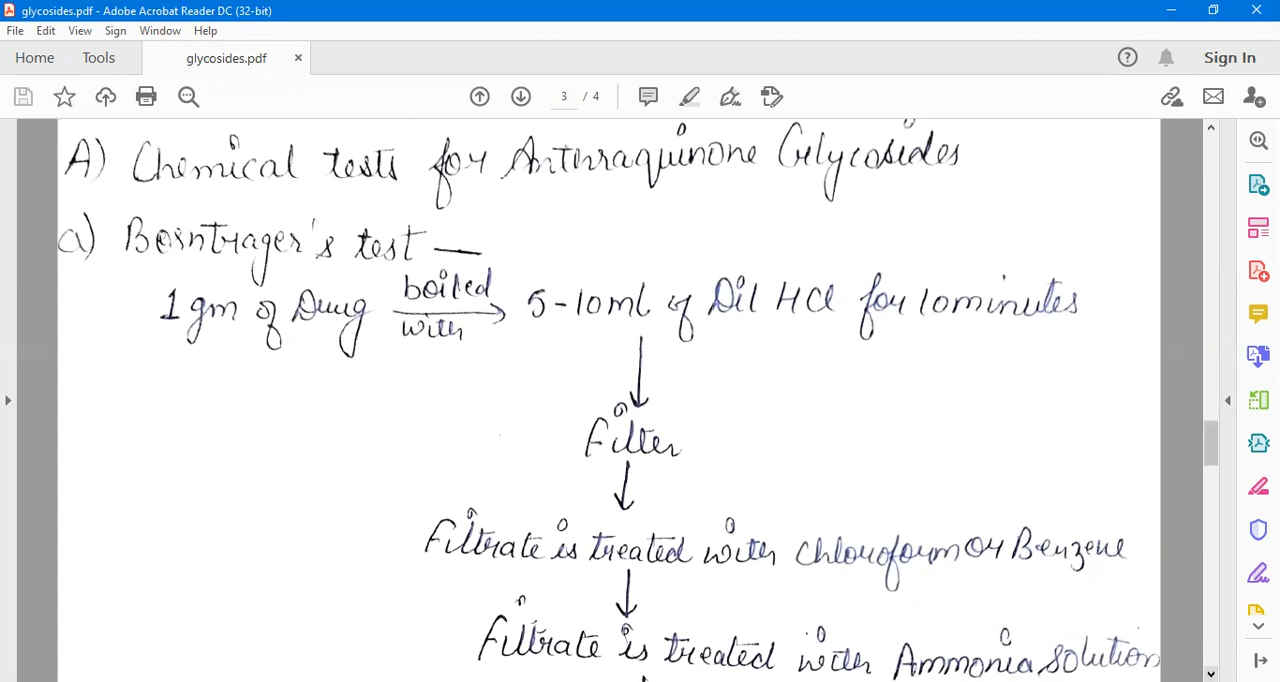 glycosides.pdf - Adobe Acrobat Reader DC (32-bit)
File Edit View Sign Window Help
Home Tools glycosides.pdf × Sign In
3 / 4
A) Chemical tests for Anthraquinone Glycosides
a) Borntrager's test —
1 gm of Drug boiled with → 5-10ml of Dil HCl for 10 minutes
↓
Filter
↓
Filtrate is treated with Chloroform or Benzene
↓
Filtrate is treated with Ammonia solution